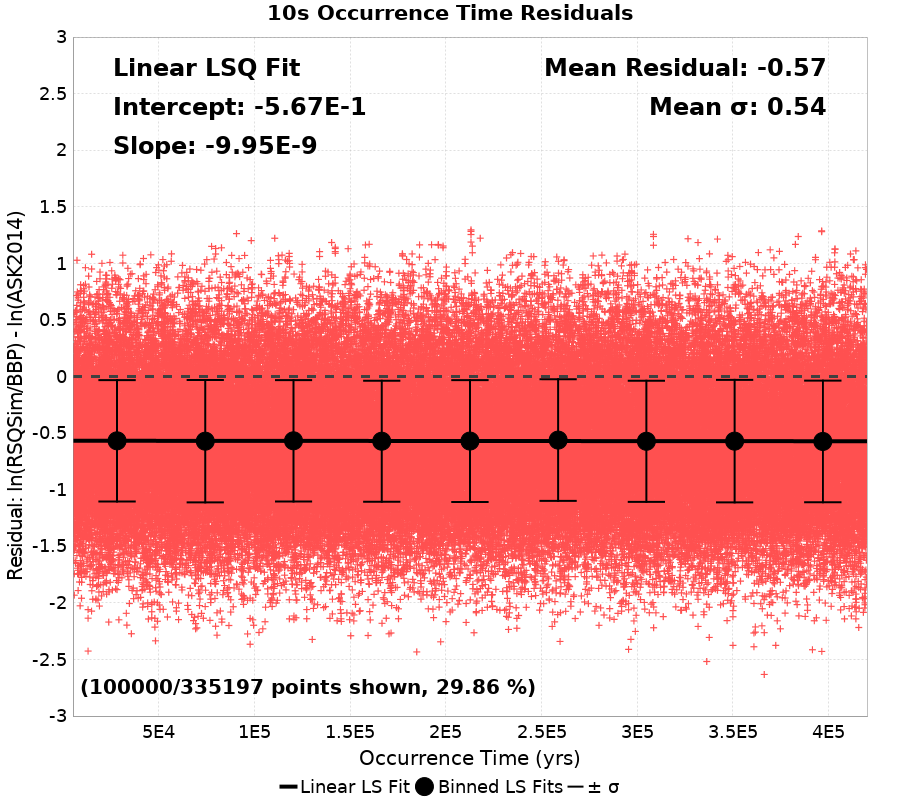 10s Occurrence Time Residuals
Linear LSQ Fit
Intercept: -5.67E-1
Slope: -9.95E-9
Mean Residual: -0.57
Mean σ: 0.54
3
2.5
2
1.5
1
0.5
0
-0.5
-1
-1.5
-2
-2.5
-3
Residual: ln(RSQSim/BBP) - ln(ASK2014)
(100000/335197 points shown, 29.86 %)
5E4 1E5 1.5E5 2E5 2.5E5 3E5 3.5E5 4E5
Occurrence Time (yrs)
Linear LS Fit Binned LS Fits ± σ